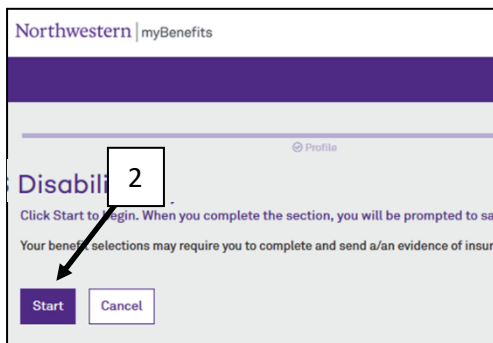 Northwestern | myBenefits
Profile
Disabili
2
Click Start to begin. When you complete the section, you will be prompted to sa
Your benefit selections may require you to complete and send a/an evidence of insur
Start
Cancel